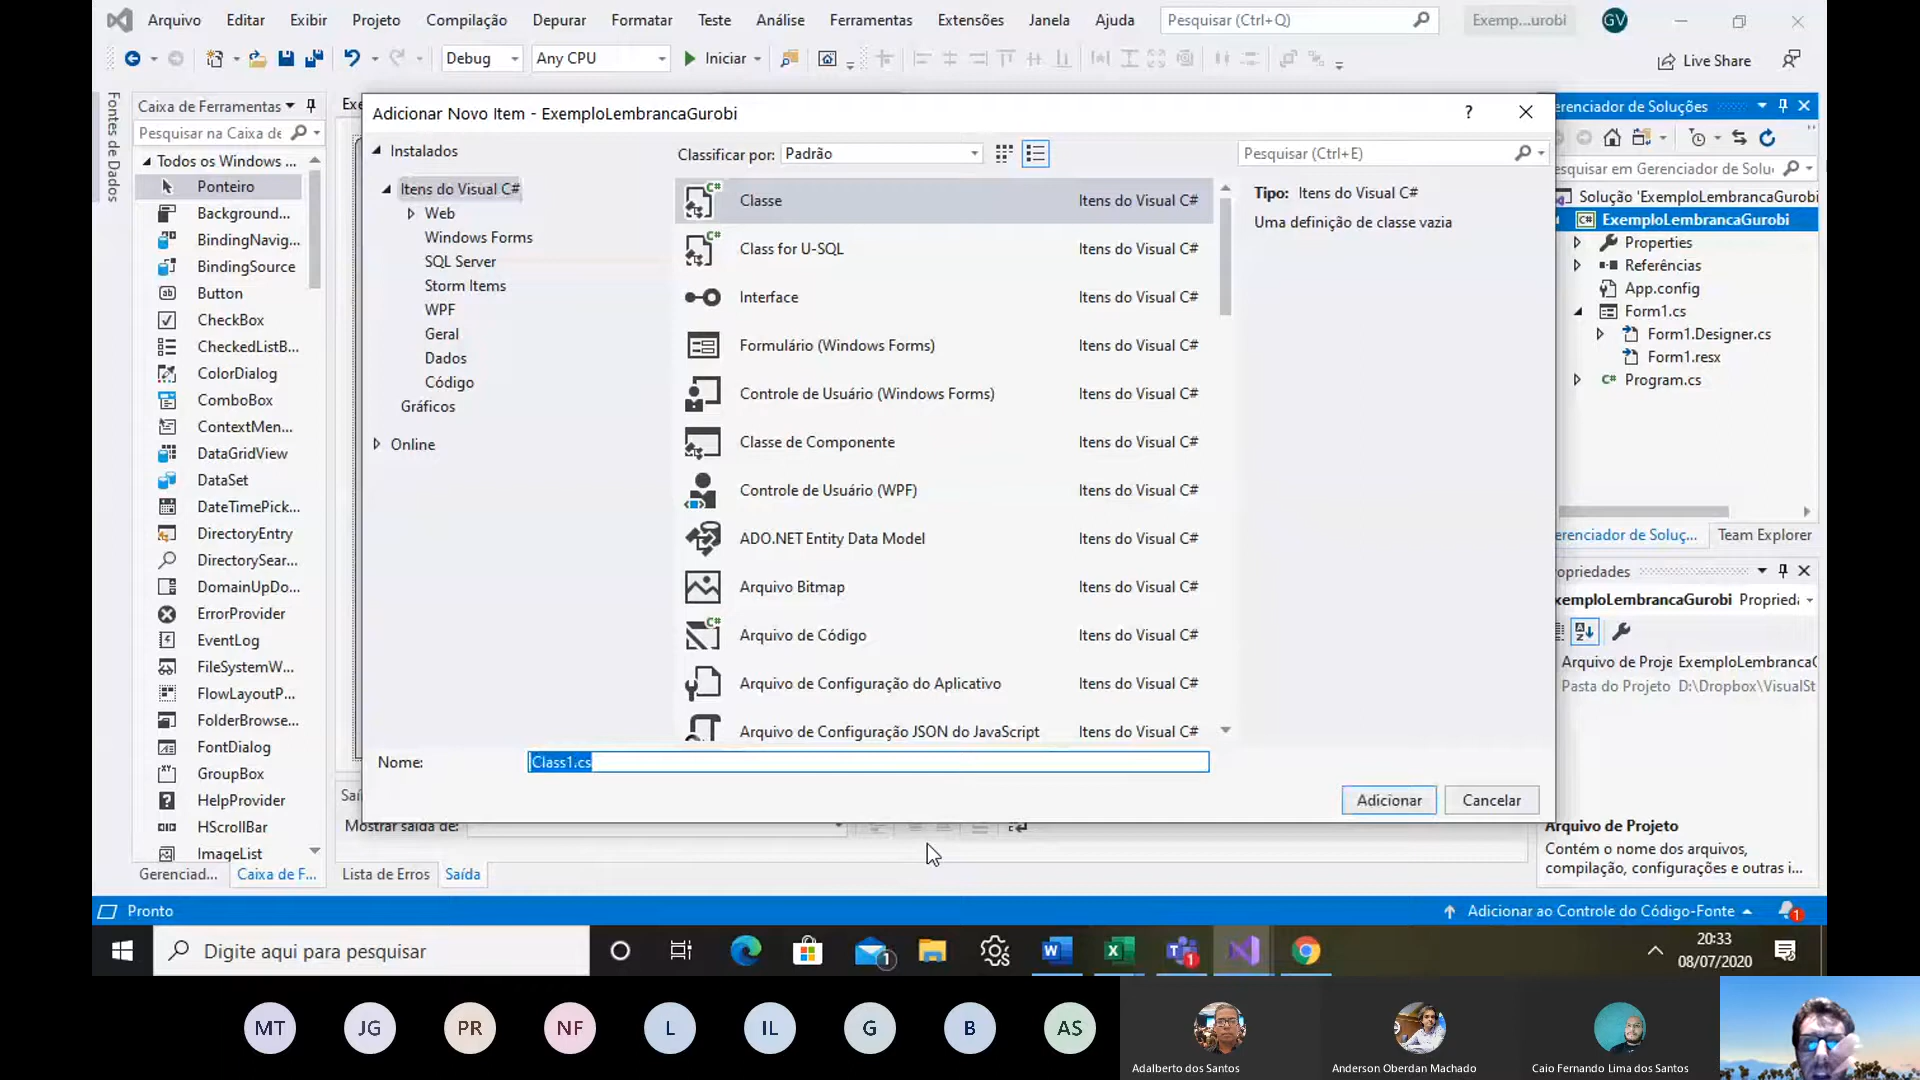 Arquivo Editar Exibir Projeto Compilação Depurar Formatar Teste Análise Ferramentas Extensões Janela Ajuda Pesquisar (Ctrl+Q) Exemp...urobi GV
Debug Any CPU Iniciar Live Share
Fontes de Dados
Caixa de Ferramentas
Pesquisar na Caixa de
Todos os Windows ...
Ponteiro
Background...
BindingNavig...
BindingSource
Button
CheckBox
CheckedListB...
ColorDialog
ComboBox
ContextMen...
DataGridView
DataSet
DateTimePick...
DirectoryEntry
DirectorySear...
DomainUpDo...
ErrorProvider
EventLog
FileSystemW...
FlowLayoutP...
FolderBrowse...
FontDialog
GroupBox
HelpProvider
HScrollBar
ImageList
Gerenciad... Caixa de F...
Adicionar Novo Item - ExemploLembrancaGurobi ?
Instalados
Itens do Visual C#
Web
Windows Forms
SQL Server
Storm Items
WPF
Geral
Dados
Código
Gráficos
Online
Classificar por: Padrão
Pesquisar (Ctrl+E)
Classe Itens do Visual C#
Class for U-SQL Itens do Visual C#
Interface Itens do Visual C#
Formulário (Windows Forms) Itens do Visual C#
Controle de Usuário (Windows Forms) Itens do Visual C#
Classe de Componente Itens do Visual C#
Controle de Usuário (WPF) Itens do Visual C#
ADO.NET Entity Data Model Itens do Visual C#
Arquivo Bitmap Itens do Visual C#
Arquivo de Código Itens do Visual C#
Arquivo de Configuração do Aplicativo Itens do Visual C#
Arquivo de Configuração JSON do JavaScript Itens do Visual C#
Tipo: Itens do Visual C#
Uma definição de classe vazia
Nome: Class1.cs
Adicionar Cancelar
Mostrar saída de:
Lista de Erros Saída
erenciador de Soluções
esquisar em Gerenciador de Solu
Solução 'ExemploLembrancaGurobi
ExemploLembrancaGurobi
Properties
Referências
App.config
Form1.cs
Form1.Designer.cs
Form1.resx
Program.cs
erenciador de Soluç... Team Explorer
opriedades
xemploLembrancaGurobi Propried
Arquivo de Proje ExemploLembrancaG
Pasta do Projeto D:\Dropbox\VisualSt
Arquivo de Projeto
Contém o nome dos arquivos,
compilação, configurações e outras i...
Pronto Adicionar ao Controle do Código-Fonte 1
Digite aqui para pesquisar 1 1
20:33
08/07/2020
MT JG PR NF L IL G B AS
Adalberto dos Santos Anderson Oberdan Machado Caio Fernando Lima dos Santos